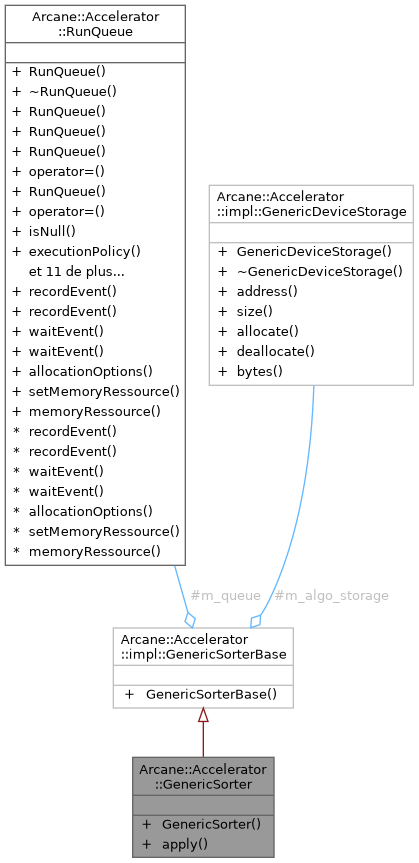 Arcane::Accelerator
::RunQueue
+ RunQueue()
+ ~RunQueue()
+ RunQueue()
+ RunQueue()
+ RunQueue()
+ operator=()
+ RunQueue()
+ operator=()
+ isNull()
+ executionPolicy()
et 11 de plus...
+ recordEvent()
+ recordEvent()
+ waitEvent()
+ waitEvent()
+ allocationOptions()
+ setMemoryRessource()
+ memoryRessource()
* recordEvent()
* recordEvent()
* waitEvent()
* waitEvent()
* allocationOptions()
* setMemoryRessource()
* memoryRessource()
Arcane::Accelerator
::impl::GenericDeviceStorage
+ GenericDeviceStorage()
+ ~GenericDeviceStorage()
+ address()
+ size()
+ allocate()
+ deallocate()
+ bytes()
#m_queue
#m_algo_storage
Arcane::Accelerator
::impl::GenericSorterBase
+ GenericSorterBase()
Arcane::Accelerator
::GenericSorter
+ GenericSorter()
+ apply()